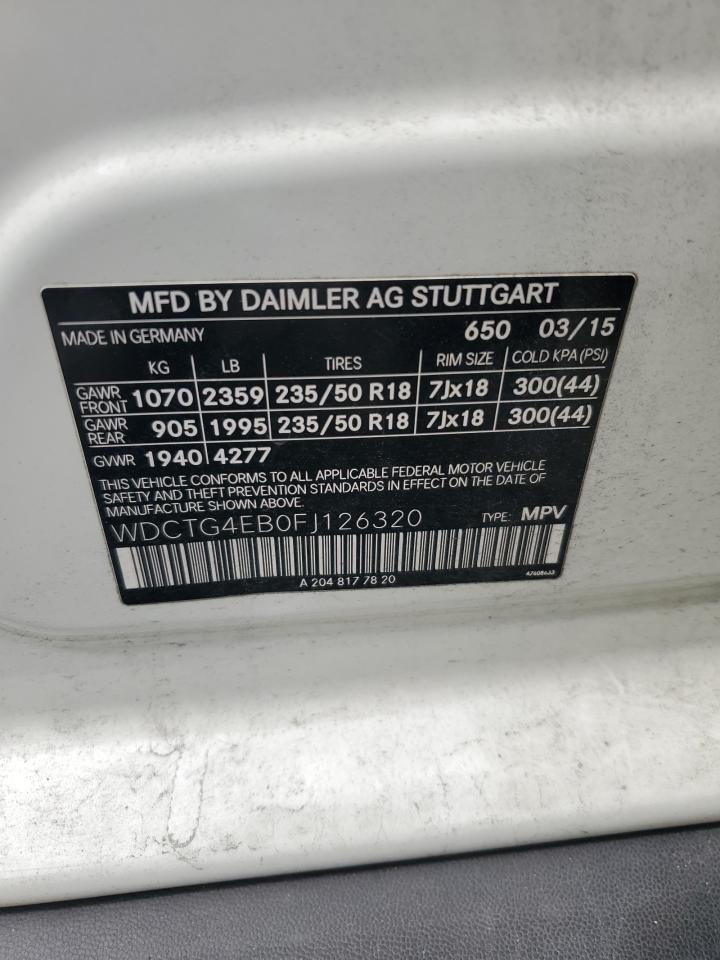 MFD BY DAIMLER AG STUTTGART
MADE IN GERMANY 650 03/15
KG LB TIRES RIM SIZE COLD KPA (PSI)
GAWR FRONT 1070 2359 235/50 R18 7Jx18 300(44)
GAWR REAR 905 1995 235/50 R18 7Jx18 300(44)
GVWR 1940 4277
THIS VEHICLE CONFORMS TO ALL APPLICABLE FEDERAL MOTOR VEHICLE
SAFETY AND THEFT PREVENTION STANDARDS IN EFFECT ON THE DATE OF
MANUFACTURE SHOWN ABOVE.
WDCTG4EB0FJ126320 TYPE: MPV
A 204 817 78 20